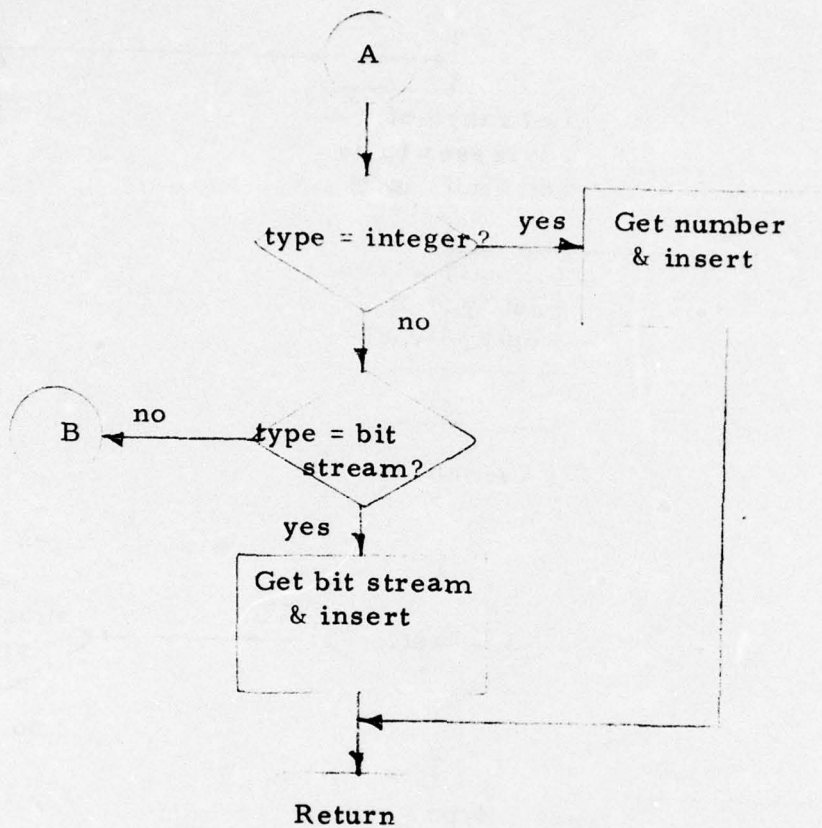 A
type = integer?
yes
Get number
& insert
no
B
no
type = bit
stream?
yes
Get bit stream
& insert
Return